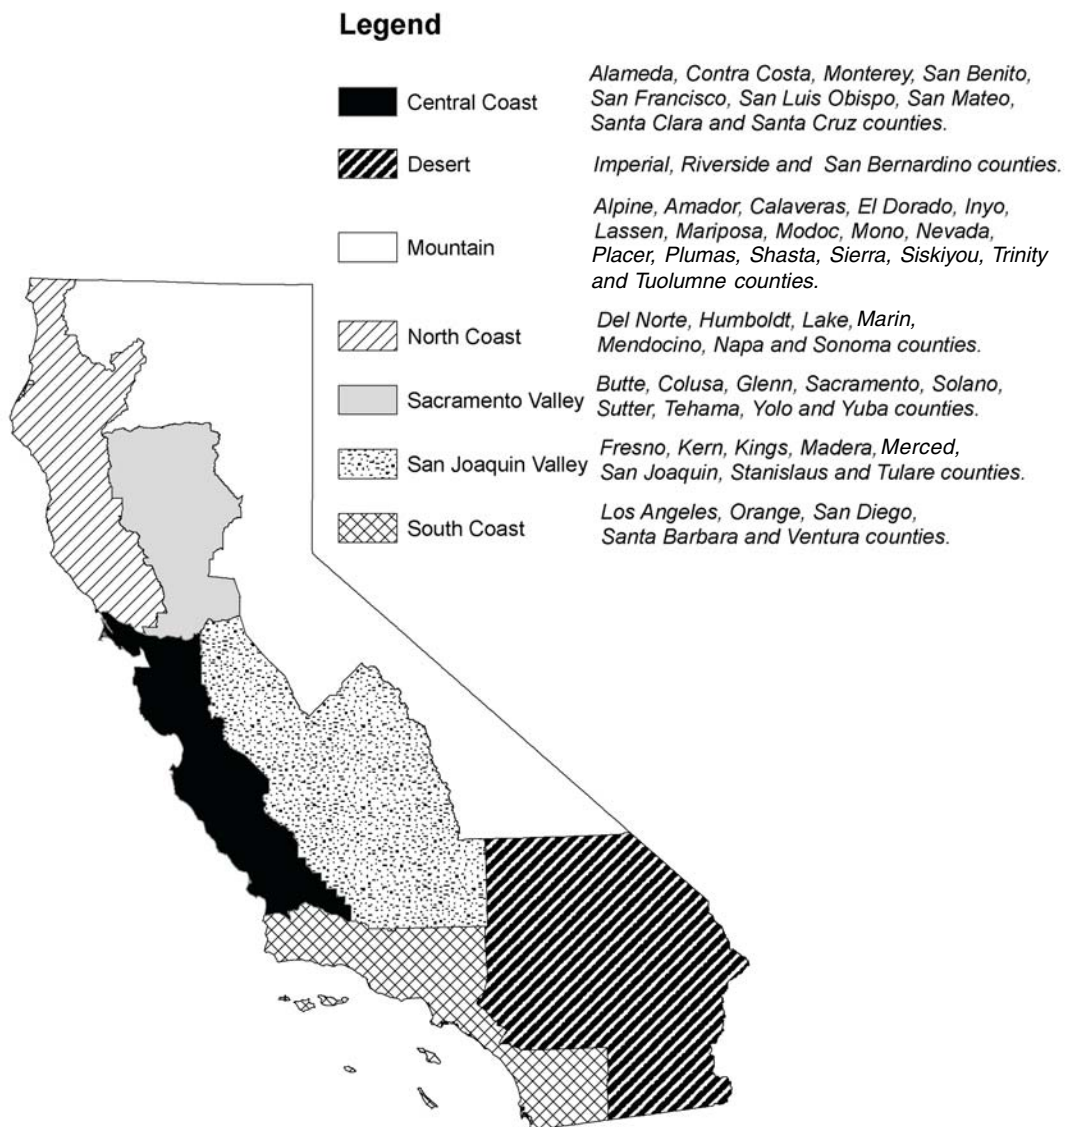 Legend
Central Coast
Alameda, Contra Costa, Monterey, San Benito,
San Francisco, San Luis Obispo, San Mateo,
Santa Clara and Santa Cruz counties.
Desert
Imperial, Riverside and San Bernardino counties.
Mountain
Alpine, Amador, Calaveras, El Dorado, Inyo,
Lassen, Mariposa, Modoc, Mono, Nevada,
Placer, Plumas, Shasta, Sierra, Siskiyou, Trinity
and Tuolumne counties.
North Coast
Del Norte, Humboldt, Lake, Marin,
Mendocino, Napa and Sonoma counties.
Sacramento Valley
Butte, Colusa, Glenn, Sacramento, Solano,
Sutter, Tehama, Yolo and Yuba counties.
San Joaquin Valley
Fresno, Kern, Kings, Madera, Merced,
San Joaquin, Stanislaus and Tulare counties.
South Coast
Los Angeles, Orange, San Diego,
Santa Barbara and Ventura counties.